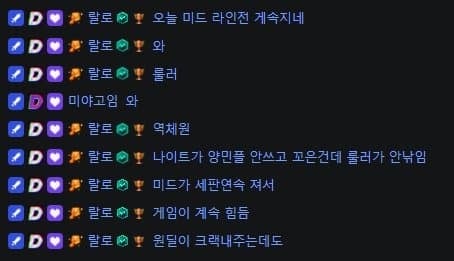 랄로 오늘 미드 라인전 계속지네
랄로 와
랄로 룰러
미야고임 와
랄로 역체원
랄로 나이트가 양민플 안쓰고 꼬은건데 룰러가 안낚임
랄로 미드가 세판연속 져서
랄로 게임이 계속 힘듬
랄로 원딜이 크랙내주는데도